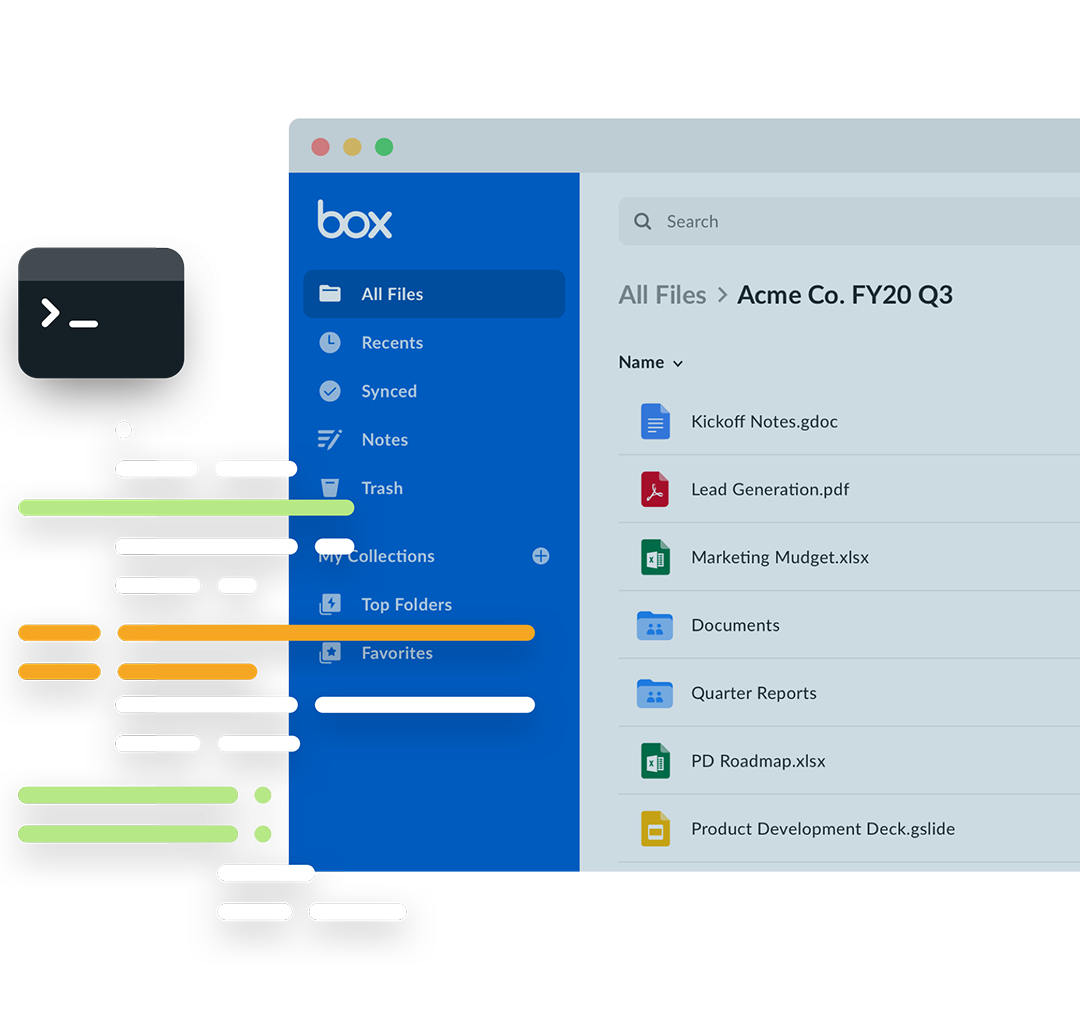 box
All Files
Recents
Synced
Notes
Trash
My Collections
Top Folders
Favorites
Search
All Files > Acme Co. FY20 Q3
Name
Kickoff Notes.gdoc
Lead Generation.pdf
Marketing Mudget.xlsx
Documents
Quarter Reports
PD Roadmap.xlsx
Product Development Deck.gslide